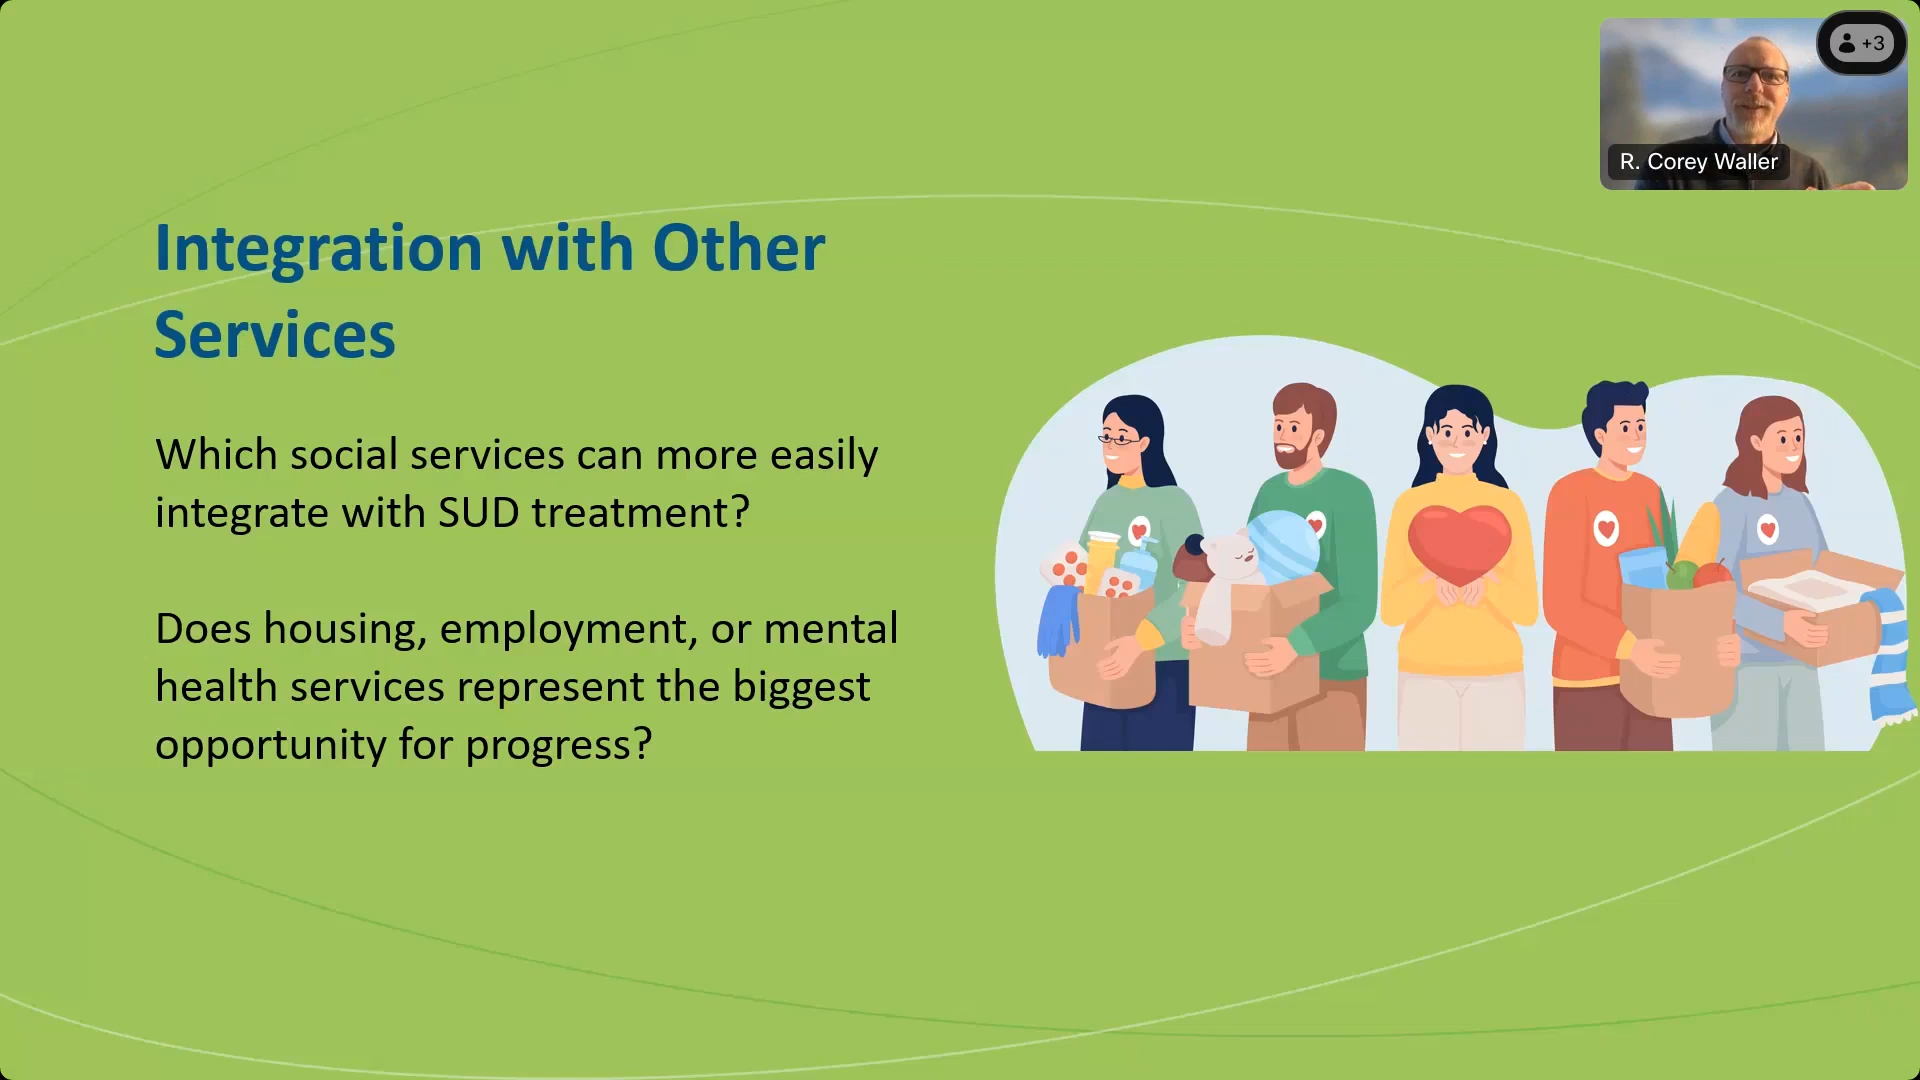 +3
R. Corey Waller
Integration with Other
Services
Which social services can more easily
integrate with SUD treatment?
Does housing, employment, or mental
health services represent the biggest
opportunity for progress?